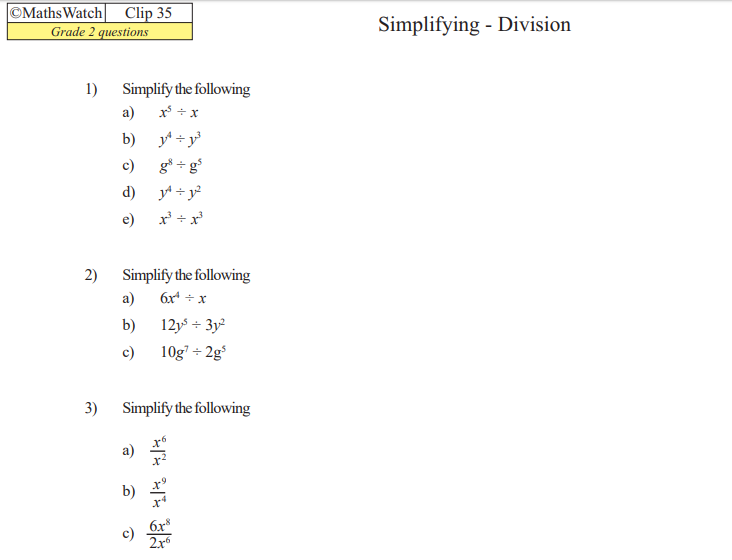 ©MathsWatch Clip 35
Grade 2 questions
Simplifying - Division
1) Simplify the following
a) x⁵ ÷ x
b) y⁴ ÷ y³
c) g⁸ ÷ g⁵
d) y⁴ ÷ y²
e) x³ ÷ x³
2) Simplify the following
a) 6x⁴ ÷ x
b) 12y⁵ ÷ 3y²
c) 10g⁷ ÷ 2g⁵
3) Simplify the following
a) x⁶/x²
b) x⁹/x⁴
c) 6x⁸/2x⁶